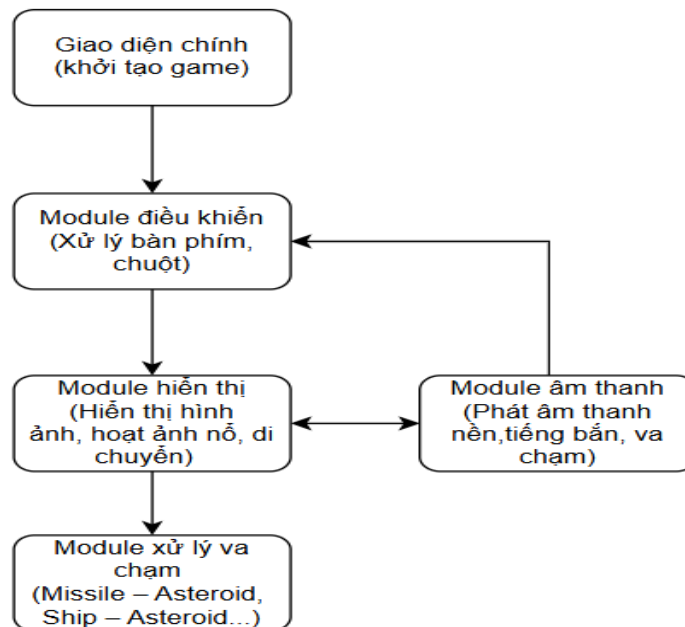 Giao diện chính
(khởi tạo game)
Module điều khiển
(Xử lý bàn phím,
chuột)
Module hiển thị
(Hiển thị hình
ảnh, hoạt ảnh nổ, di
chuyển)
Module âm thanh
(Phát âm thanh
nền,tiếng bắn, va
chạm)
Module xử lý va
chạm
(Missile – Asteroid,
Ship – Asteroid...)